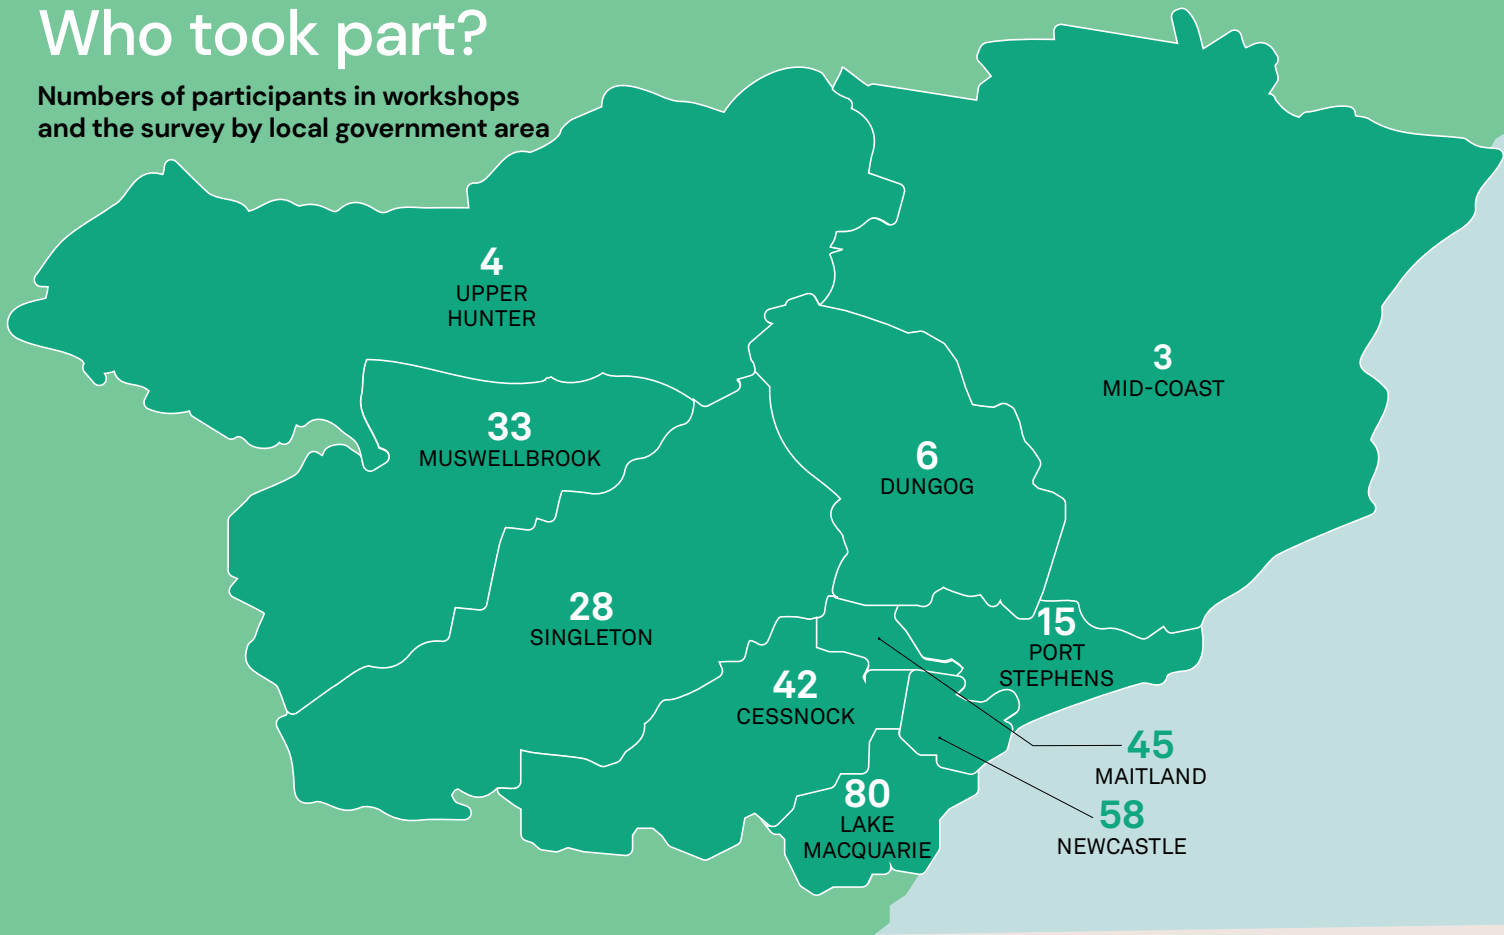 Who took part?
Numbers of participants in workshops
and the survey by local government area
4
UPPER
HUNTER
3
MID-COAST
33
MUSWELLBROOK
6
DUNGOG
28
SINGLETON
15
PORT
STEPHENS
42
CESSNOCK
45
MAITLAND
80
LAKE
MACQUARIE
58
NEWCASTLE